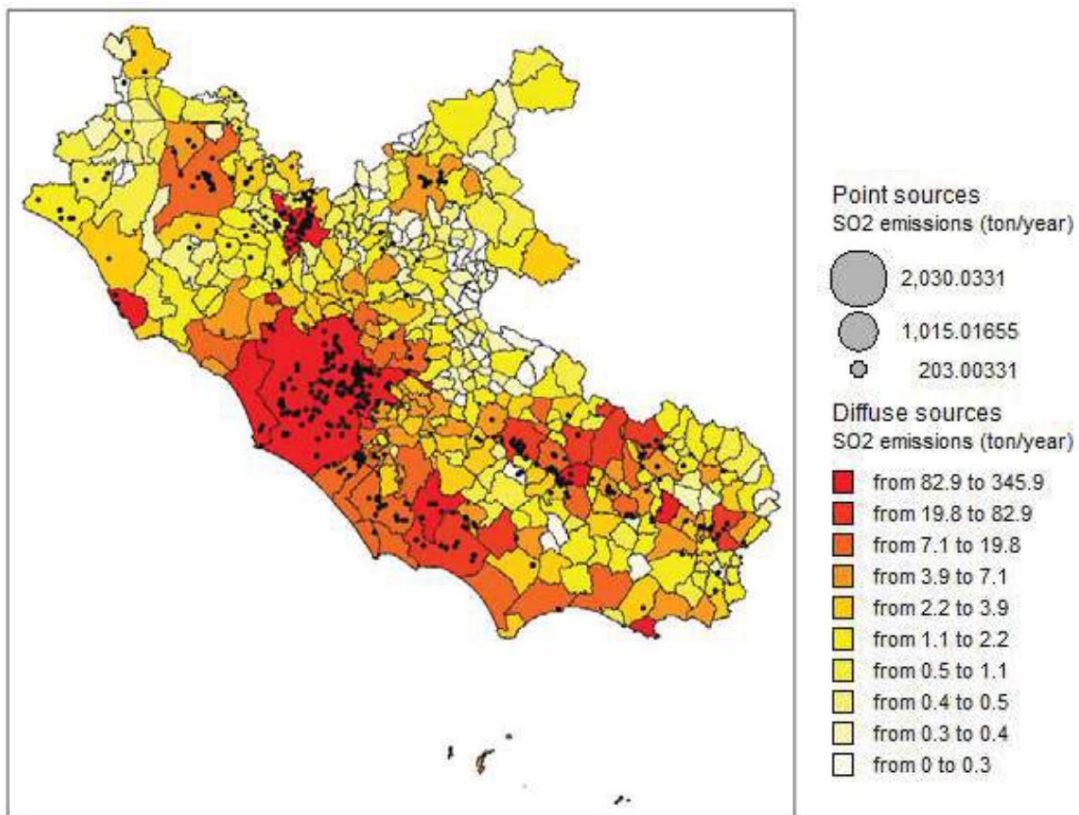 Point sources
SO2 emissions (ton/year)
2,030.0331
1,015.01655
203.00331
Diffuse sources
SO2 emissions (ton/year)
from 82.9 to 345.9
from 19.8 to 82.9
from 7.1 to 19.8
from 3.9 to 7.1
from 2.2 to 3.9
from 1.1 to 2.2
from 0.5 to 1.1
from 0.4 to 0.5
from 0.3 to 0.4
from 0 to 0.3